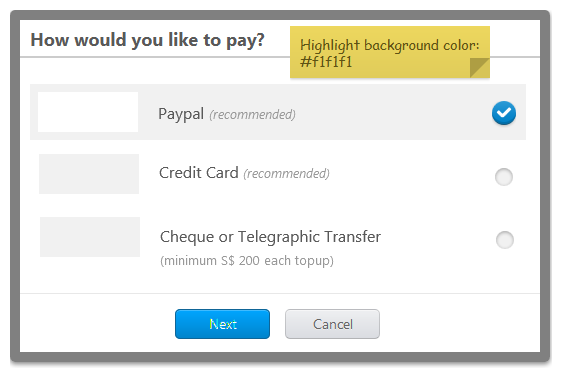 How would you like to pay?
Highlight background color:
#f1f1f1
Paypal (recommended)
Credit Card (recommended)
Cheque or Telegraphic Transfer
(minimum S$ 200 each topup)
Next
Cancel